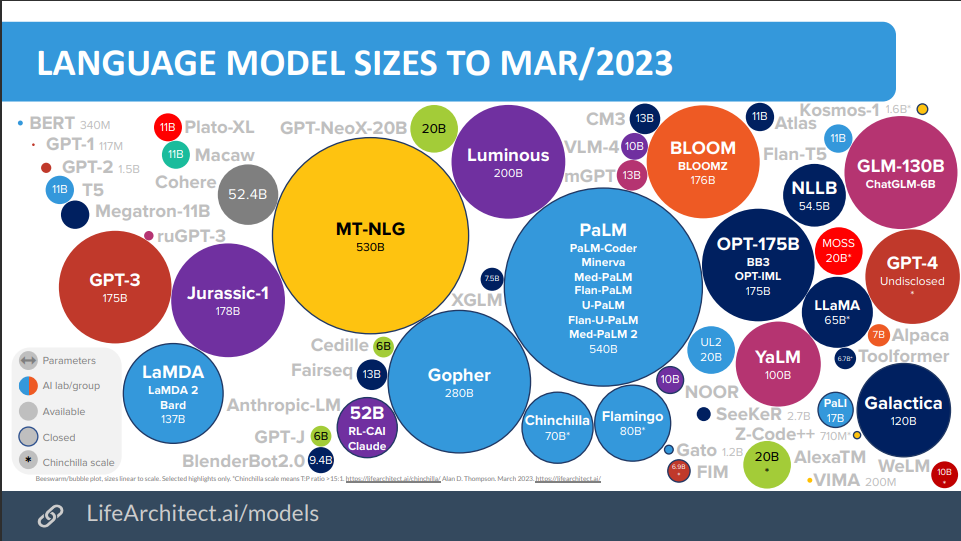 LANGUAGE MODEL SIZES TO MAR/2023
BERT 340M
GPT-1 117M
GPT-2 1.5B
11B T5
Megatron-11B
ruGPT-3
11B Plato-XL
11B Macaw
Cohere 52.4B
GPT-NeoX-20B 20B
Luminous
200B
MT-NLG
530B
GPT-3
175B
Jurassic-1
178B
CM3 13B
VLM-4 10B
mGPT 13B
BLOOM
BLOOMZ
176B
11B Atlas
Kosmos-1 1.6B*
11B
Flan-T5
GLM-130B
ChatGLM-6B
NLLB
54.5B
PaLM
PaLM-Coder
Minerva
Med-PaLM
Flan-PaLM
U-PaLM
Flan-U-PaLM
Med-PaLM 2
540B
OPT-175B
BB3
OPT-IML
175B
MOSS
20B*
GPT-4
Undisclosed
*
7.5B
XGLM
LLaMA
65B*
7B Alpaca
6.7B* Toolformer
UL2
20B
YaLM
100B
Parameters
AI lab/group
Available
Closed
* Chinchilla scale
LaMDA
LaMDA 2
Bard
137B
Cedille 6B
Fairseq 13B
Anthropic-LM
52B
RL-CAI
Claude
GPT-J 6B
BlenderBot2.0 9.4B
Gopher
280B
Chinchilla
70B*
Flamingo
80B*
10B
NOOR
SeeKeR 2.7B
PaLI
17B
Galactica
120B
Z-Code++ 710M*
Gato 1.2B
6.9B
*
FIM
20B
*
AlexaTM
VIMA 200M
WeLM 10B
*
Beeswarm/bubble plot, sizes linear to scale. Selected highlights only. *Chinchilla scale means T:P ratio >15:1. https://lifearchitect.ai/chinchilla/ Alan D. Thompson. March 2023. https://lifearchitect.ai/
LifeArchitect.ai/models